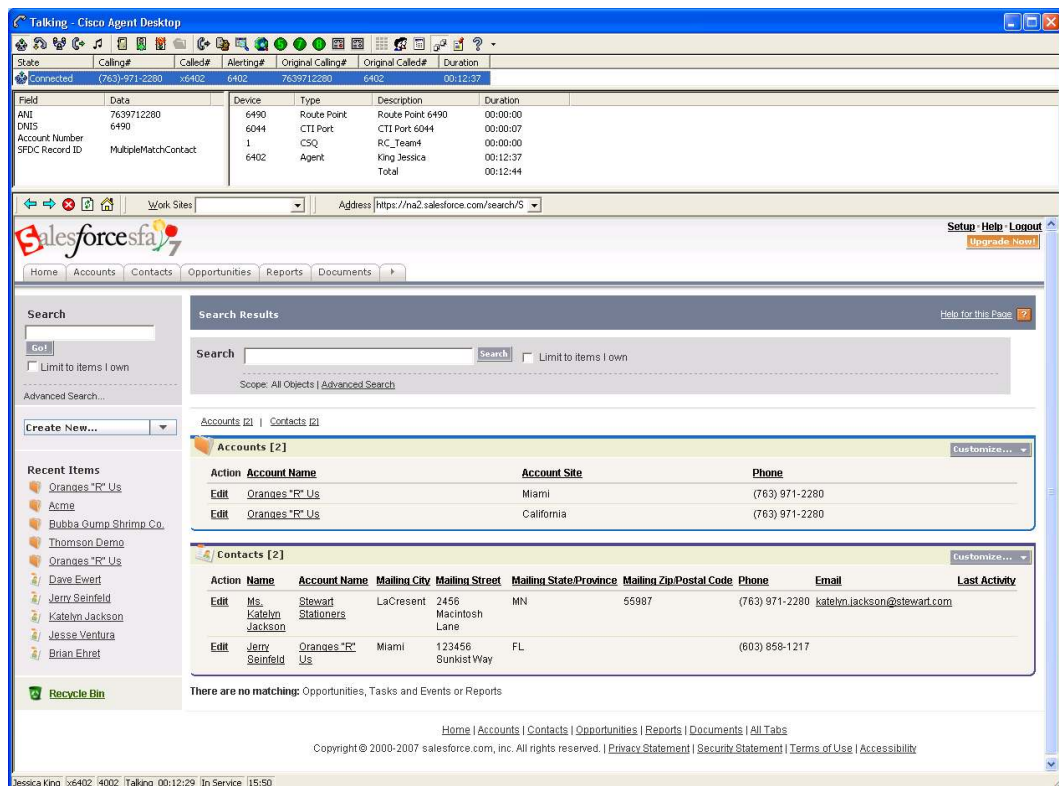 Talking - Cisco Agent Desktop
State Calling# Called# Alerting# Original Calling# Original Called# Duration
Connected (763)-971-2280 x6402 6402 7639712280 6402 00:12:37
Field Data Device Type Description Duration
ANI 7639712280 6490 Route Point Route Point 6490 00:00:00
DNIS 6490 6044 CTI Port CTI Port 6044 00:00:07
Account Number 1 CSQ RC_Team4 00:00:00
SFDC Record ID MultipleMatchContact 6402 Agent King Jessica 00:12:37
Total 00:12:44
Work Sites Address https://na2.salesforce.com/search/S
Setup · Help · Logout
salesforcesfa 7
Upgrade Now!
Home Accounts Contacts Opportunities Reports Documents
Search
Go!
Limit to items I own
Advanced Search...
Create New...
Recent Items
Oranges "R" Us
Acme
Bubba Gump Shrimp Co.
Thomson Demo
Oranges "R" Us
Dave Ewert
Jerry Seinfeld
Katelyn Jackson
Jesse Ventura
Brian Ehret
Recycle Bin
Search Results Help for this Page ?
Search Search Limit to items I own
Scope: All Objects | Advanced Search
Accounts [2] | Contacts [2]
Accounts [2] Customize...
Action Account Name Account Site Phone
Edit Oranges "R" Us Miami (763) 971-2280
Edit Oranges "R" Us California (763) 971-2280
Contacts [2] Customize...
Action Name Account Name Mailing City Mailing Street Mailing State/Province Mailing Zip/Postal Code Phone Email Last Activity
Edit Ms. Stewart LaCresent 2456 MN 55987 (763) 971-2280 katelyn.jackson@stewart.com
Katelyn Stationers Macintosh
Jackson Lane
Edit Jerry Oranges "R" Miami 123456 FL (603) 858-1217
Seinfeld Us Sunkist Way
There are no matching: Opportunities, Tasks and Events or Reports
Home | Accounts | Contacts | Opportunities | Reports | Documents | All Tabs
Copyright © 2000-2007 salesforce.com, inc. All rights reserved. | Privacy Statement | Security Statement | Terms of Use | Accessibility
Jessica King x6402 4002 Talking 00:12:29 In Service 15:50